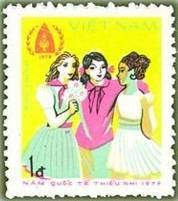 VIETNAM
1979
1đ
NĂM QUỐC TẾ THIẾU NHI 1979